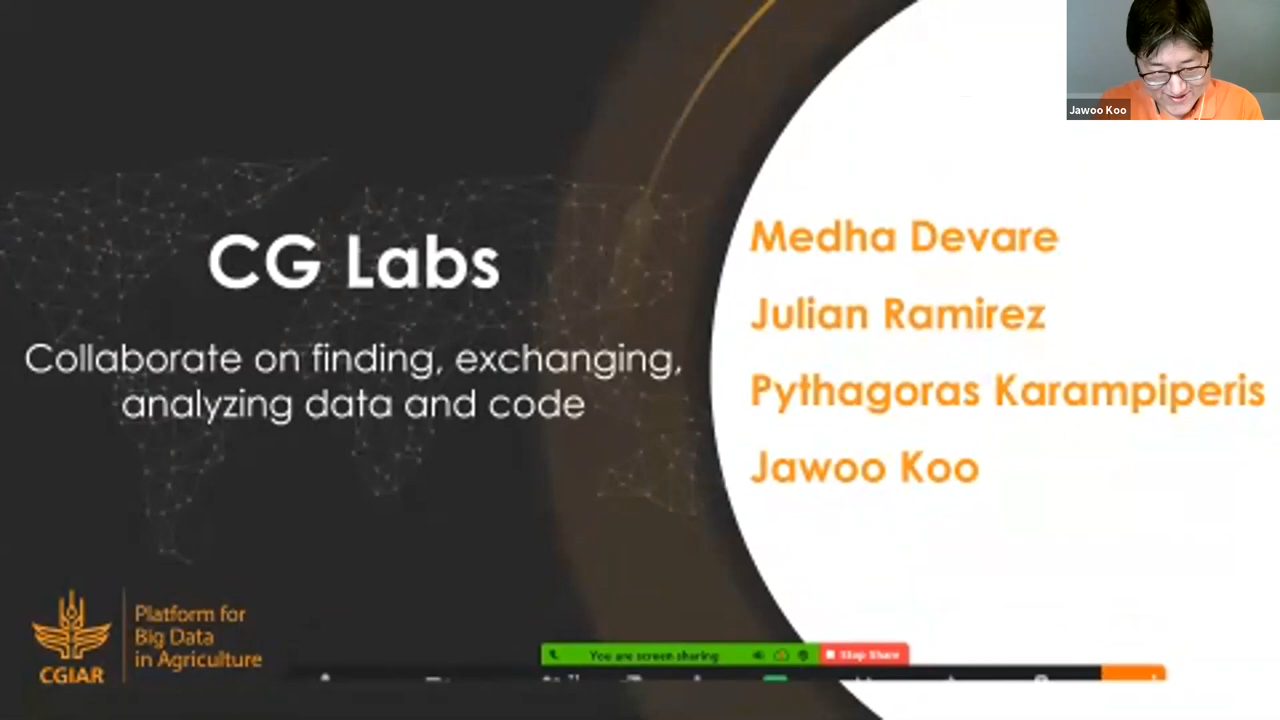 Jawoo Koo
CG Labs
Collaborate on finding, exchanging,
analyzing data and code
Medha Devare
Julian Ramirez
Pythagoras Karampiperis
Jawoo Koo
CGIAR
Platform for
Big Data
in Agriculture
You are screen sharing
Stop Share